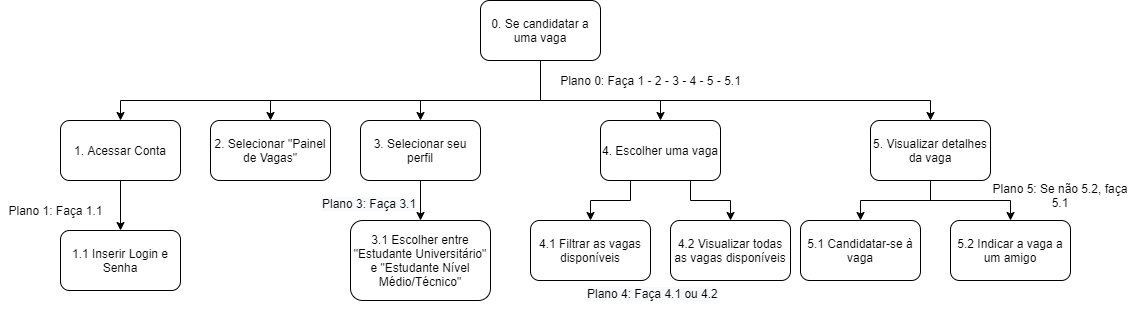 0. Se candidatar a
uma vaga
Plano 0: Faça 1 - 2 - 3 - 4 - 5 - 5.1
1. Acessar Conta
2. Selecionar "Painel
de Vagas"
3. Selecionar seu
perfil
4. Escolher uma vaga
5. Visualizar detalhes
da vaga
Plano 1: Faça 1.1
Plano 3: Faça 3.1
Plano 5: Se não 5.2, faça
5.1
1.1 Inserir Login e
Senha
3.1 Escolher entre
"Estudante Universitário"
e "Estudante Nível
Médio/Técnico"
4.1 Filtrar as vagas
disponíveis
4.2 Visualizar todas
as vagas disponíveis
5.1 Candidatar-se à
vaga
5.2 Indicar a vaga a
um amigo
Plano 4: Faça 4.1 ou 4.2